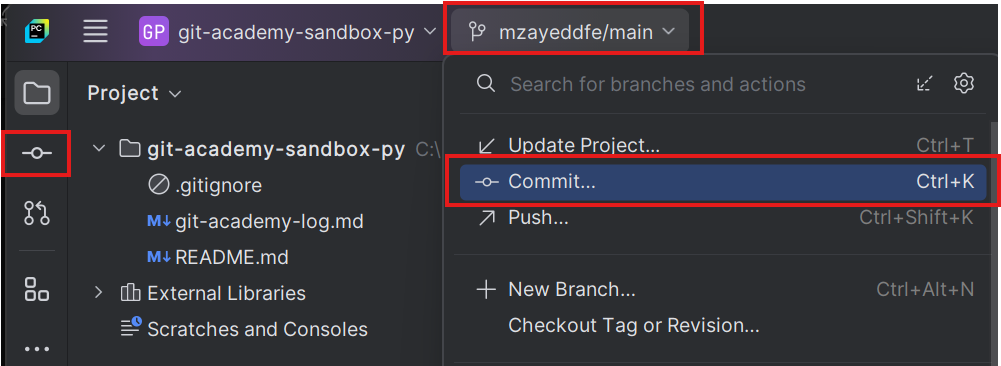 PC
GP git-academy-sandbox-py mzayeddfe/main
Project
git-academy-sandbox-py C:\
.gitignore
M↓ git-academy-log.md
M↓ README.md
External Libraries
Scratches and Consoles
Search for branches and actions
Update Project... Ctrl+T
Commit... Ctrl+K
Push... Ctrl+Shift+K
New Branch... Ctrl+Alt+N
Checkout Tag or Revision...